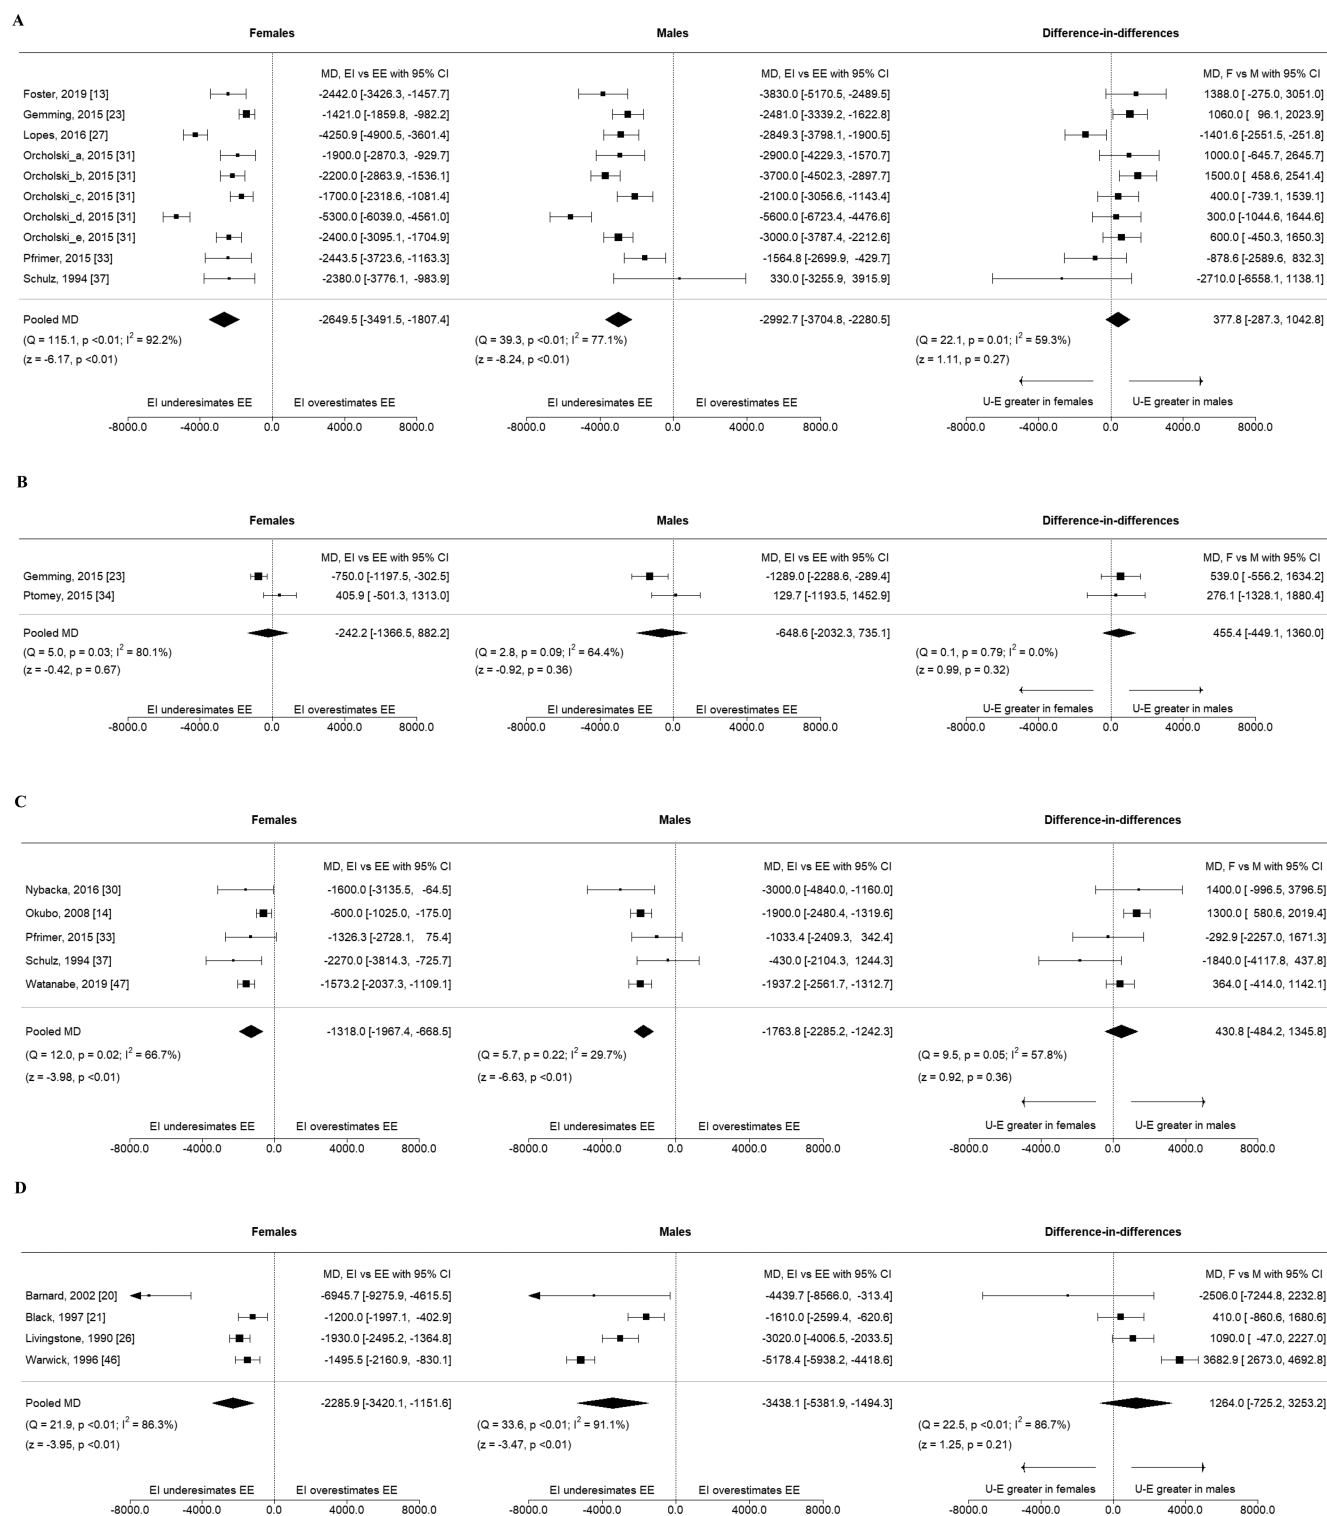 A
Females Males Difference-in-differences
MD, EI vs EE with 95% CI MD, EI vs EE with 95% CI MD, F vs M with 95% CI
Foster, 2019 [13] -2442.0 [-3426.3, -1457.7] -3830.0 [-5170.5, -2489.5] 1388.0 [ -275.0, 3051.0]
Gemming, 2015 [23] -1421.0 [-1859.8, -982.2] -2481.0 [-3339.2, -1622.8] 1060.0 [ 96.1, 2023.9]
Lopes, 2016 [27] -4250.9 [-4900.5, -3601.4] -2849.3 [-3798.1, -1900.5] -1401.6 [-2551.5, -251.8]
Orcholski_a, 2015 [31] -1900.0 [-2870.3, -929.7] -2900.0 [-4229.3, -1570.7] 1000.0 [ -645.7, 2645.7]
Orcholski_b, 2015 [31] -2200.0 [-2863.9, -1536.1] -3700.0 [-4502.3, -2897.7] 1500.0 [ 458.6, 2541.4]
Orcholski_c, 2015 [31] -1700.0 [-2318.6, -1081.4] -2100.0 [-3056.6, -1143.4] 400.0 [ -739.1, 1539.1]
Orcholski_d, 2015 [31] -5300.0 [-6039.0, -4561.0] -5600.0 [-6723.4, -4476.6] 300.0 [-1044.6, 1644.6]
Orcholski_e, 2015 [31] -2400.0 [-3095.1, -1704.9] -3000.0 [-3787.4, -2212.6] 600.0 [ -450.3, 1650.3]
Pfrimer, 2015 [33] -2443.5 [-3723.6, -1163.3] -1564.8 [-2699.9, -429.7] -878.6 [-2589.6, 832.3]
Schulz, 1994 [37] -2380.0 [-3776.1, -983.9] 330.0 [-3255.9, 3915.9] -2710.0 [-6558.1, 1138.1]
Pooled MD -2649.5 [-3491.5, -1807.4] -2992.7 [-3704.8, -2280.5] 377.8 [-287.3, 1042.8]
(Q = 115.1, p <0.01; I² = 92.2%) (Q = 39.3, p <0.01; I² = 77.1%) (Q = 22.1, p = 0.01; I² = 59.3%)
(z = -6.17, p <0.01) (z = -8.24, p <0.01) (z = 1.11, p = 0.27)
EI underesimates EE EI overestimates EE EI underesimates EE EI overestimates EE U-E greater in females U-E greater in males
-8000.0 -4000.0 0.0 4000.0 8000.0 -4000.0 0.0 4000.0 8000.0 -8000.0 -4000.0 0.0 4000.0 8000.0
B
Females Males Difference-in-differences
MD, EI vs EE with 95% CI MD, EI vs EE with 95% CI MD, F vs M with 95% CI
Gemming, 2015 [23] -750.0 [-1197.5, -302.5] -1289.0 [-2288.6, -289.4] 539.0 [ -556.2, 1634.2]
Ptomey, 2015 [34] 405.9 [ -501.3, 1313.0] 129.7 [-1193.5, 1452.9] 276.1 [-1328.1, 1880.4]
Pooled MD -242.2 [-1366.5, 882.2] -648.6 [-2032.3, 735.1] 455.4 [-449.1, 1360.0]
(Q = 5.0, p = 0.03; I² = 80.1%) (Q = 2.8, p = 0.09; I² = 64.4%) (Q = 0.1, p = 0.79; I² = 0.0%)
(z = -0.42, p = 0.67) (z = -0.92, p = 0.36) (z = 0.99, p = 0.32)
EI underesimates EE EI overestimates EE EI underesimates EE EI overestimates EE U-E greater in females U-E greater in males
-8000.0 -4000.0 0.0 4000.0 8000.0 -4000.0 0.0 4000.0 8000.0 -8000.0 -4000.0 0.0 4000.0 8000.0
C
Females Males Difference-in-differences
MD, EI vs EE with 95% CI MD, EI vs EE with 95% CI MD, F vs M with 95% CI
Nybacka, 2016 [30] -1600.0 [-3135.5, -64.5] -3000.0 [-4840.0, -1160.0] 1400.0 [ -996.5, 3796.5]
Okubo, 2008 [14] -600.0 [-1025.0, -175.0] -1900.0 [-2480.4, -1319.6] 1300.0 [ 580.6, 2019.4]
Pfrimer, 2015 [33] -1326.3 [-2728.1, 75.4] -1033.4 [-2409.3, 342.4] -292.9 [-2257.0, 1671.3]
Schulz, 1994 [37] -2270.0 [-3814.3, -725.7] -430.0 [-2104.3, 1244.3] -1840.0 [-4117.8, 437.8]
Watanabe, 2019 [47] -1573.2 [-2037.3, -1109.1] -1937.2 [-2561.7, -1312.7] 364.0 [ -414.0, 1142.1]
Pooled MD -1318.0 [-1967.4, -668.5] -1763.8 [-2285.2, -1242.3] 430.8 [-484.2, 1345.8]
(Q = 12.0, p = 0.02; I² = 66.7%) (Q = 5.7, p = 0.22; I² = 29.7%) (Q = 9.5, p = 0.05; I² = 57.8%)
(z = -3.98, p <0.01) (z = -6.63, p <0.01) (z = 0.92, p = 0.36)
EI underesimates EE EI overestimates EE EI underesimates EE EI overestimates EE U-E greater in females U-E greater in males
-8000.0 -4000.0 0.0 4000.0 8000.0 -4000.0 0.0 4000.0 8000.0 -8000.0 -4000.0 0.0 4000.0 8000.0
D
Females Males Difference-in-differences
MD, EI vs EE with 95% CI MD, EI vs EE with 95% CI MD, F vs M with 95% CI
Barnard, 2002 [20] -6945.7 [-9275.9, -4615.5] -4439.7 [-8566.0, -313.4] -2506.0 [-7244.8, 2232.8]
Black, 1997 [21] -1200.0 [-1997.1, -402.9] -1610.0 [-2599.4, -620.6] 410.0 [ -860.6, 1680.6]
Livingstone, 1990 [26] -1930.0 [-2495.2, -1364.8] -3020.0 [-4006.5, -2033.5] 1090.0 [ -47.0, 2227.0]
Warwick, 1996 [46] -1495.5 [-2160.9, -830.1] -5178.4 [-5938.2, -4418.6] 3682.9 [ 2673.0, 4692.8]
Pooled MD -2285.9 [-3420.1, -1151.6] -3438.1 [-5381.9, -1494.3] 1264.0 [-725.2, 3253.2]
(Q = 21.9, p <0.01; I² = 86.3%) (Q = 33.6, p <0.01; I² = 91.1%) (Q = 22.5, p <0.01; I² = 86.7%)
(z = -3.95, p <0.01) (z = -3.47, p <0.01) (z = 1.25, p = 0.21)
EI underesimates EE EI overestimates EE EI underesimates EE EI overestimates EE U-E greater in females U-E greater in males
-8000.0 -4000.0 0.0 4000.0 8000.0 -4000.0 0.0 4000.0 8000.0 -8000.0 -4000.0 0.0 4000.0 8000.0